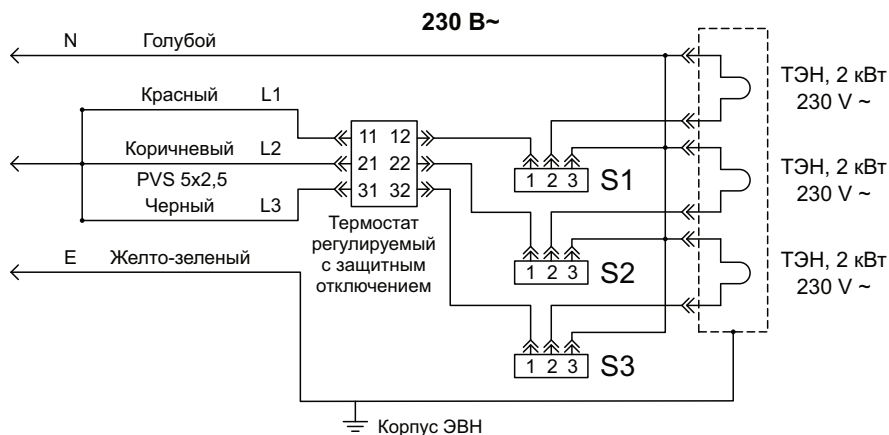 230 В~
N Голубой
ТЭН, 2 кВт
230 V ~
Красный L1
11 12
Коричневый L2
21 22
PVS 5x2,5
31 32
Черный L3
1 2 3 S1
ТЭН, 2 кВт
230 V ~
Термостат
регулируемый
с защитным
отключением
E Желто-зеленый
1 2 3 S2
ТЭН, 2 кВт
230 V ~
1 2 3 S3
Корпус ЭВН